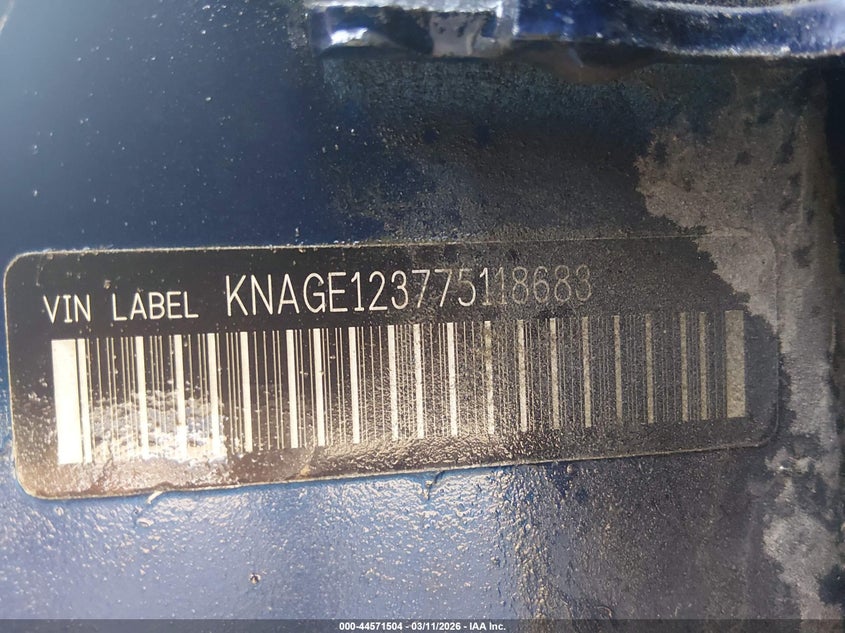 VIN LABEL KNAGE123775118683
000-44571504 - 03/11/2026 - IAA Inc.